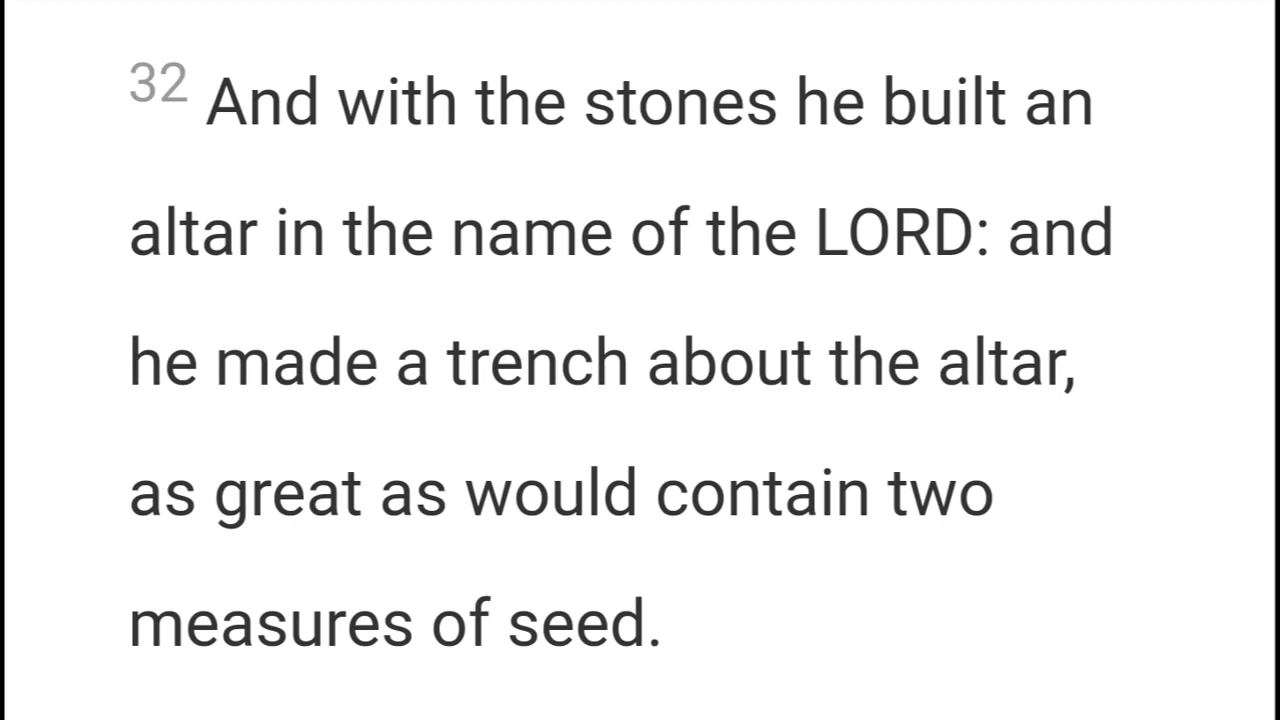 32 And with the stones he built an
altar in the name of the LORD: and
he made a trench about the altar,
as great as would contain two
measures of seed.